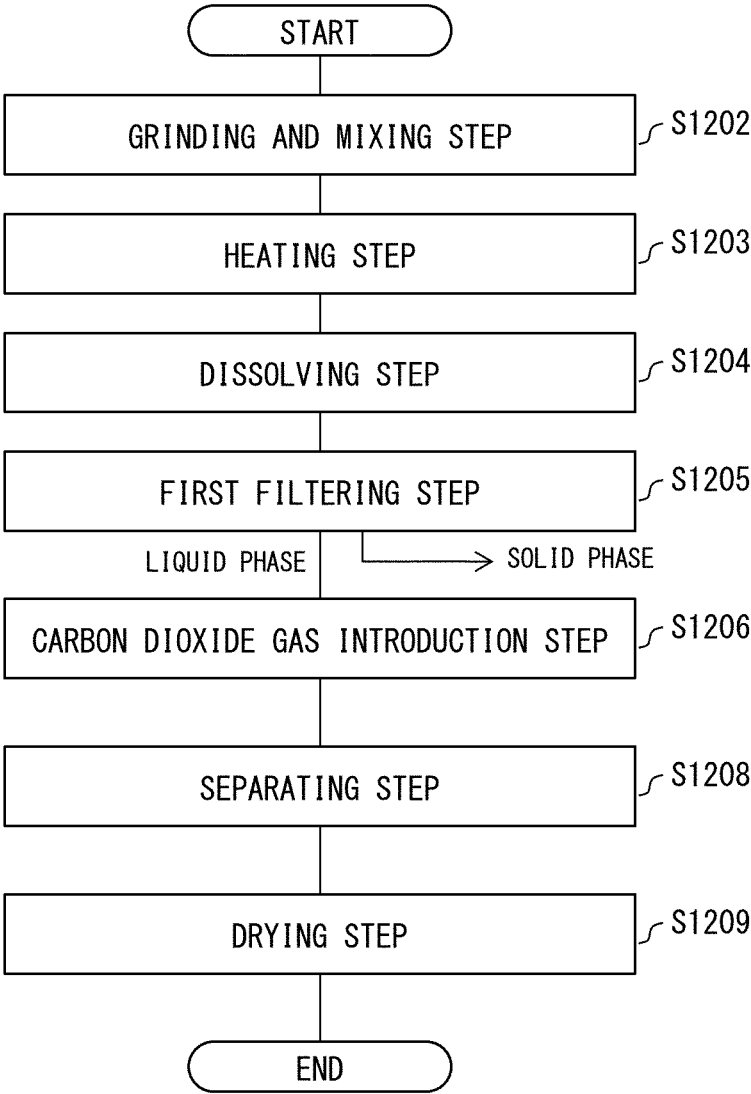 START
GRINDING AND MIXING STEP
S1202
HEATING STEP
S1203
DISSOLVING STEP
S1204
FIRST FILTERING STEP
S1205
LIQUID PHASE
SOLID PHASE
CARBON DIOXIDE GAS INTRODUCTION STEP
S1206
SEPARATING STEP
S1208
DRYING STEP
S1209
END